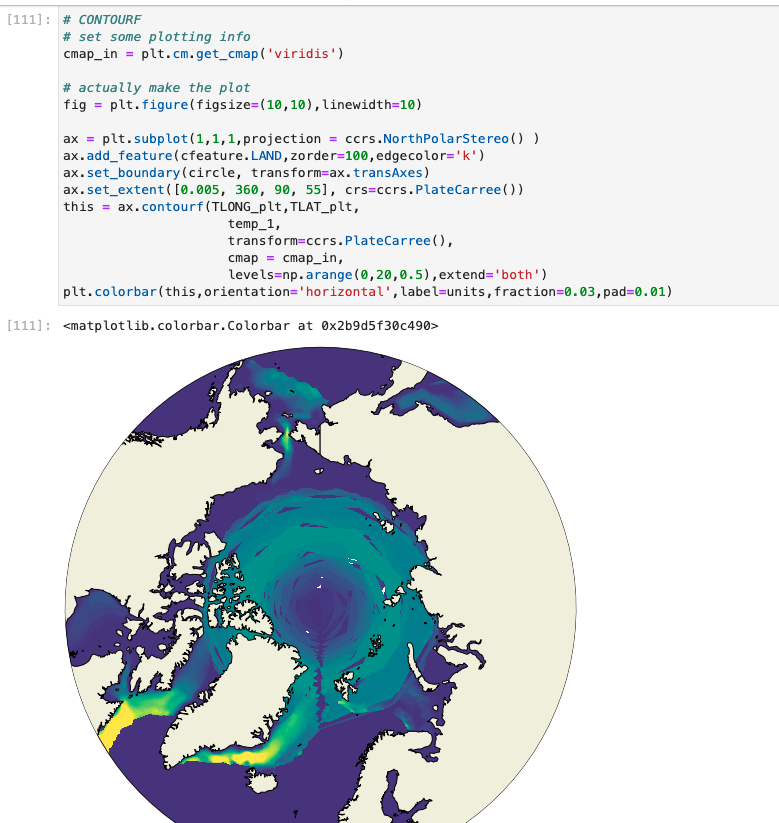 [111]: # CONTOURF
# set some plotting info
cmap_in = plt.cm.get_cmap('viridis')
# actually make the plot
fig = plt.figure(figsize=(10,10),linewidth=10)
ax = plt.subplot(1,1,1,projection = ccrs.NorthPolarStereo() )
ax.add_feature(cfeature.LAND,zorder=100,edgecolor='k')
ax.set_boundary(circle, transform=ax.transAxes)
ax.set_extent([0.005, 360, 90, 55], crs=ccrs.PlateCarree())
this = ax.contourf(TLONG_plt,TLAT_plt,
temp_1,
transform=ccrs.PlateCarree(),
cmap = cmap_in,
levels=np.arange(0,20,0.5),extend='both')
plt.colorbar(this,orientation='horizontal',label=units,fraction=0.03,pad=0.01)
[111]: <matplotlib.colorbar.Colorbar at 0x2b9d5f30c490>